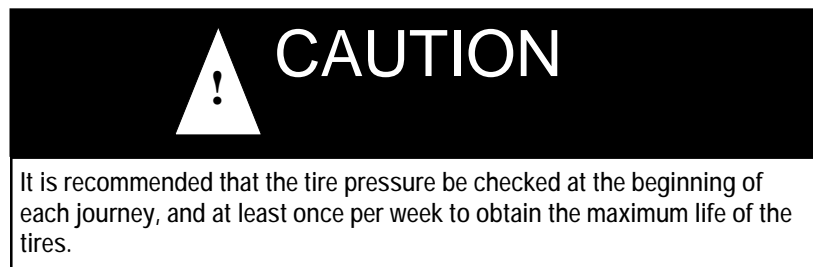 ! CAUTION
It is recommended that the tire pressure be checked at the beginning of
each journey, and at least once per week to obtain the maximum life of the
tires.